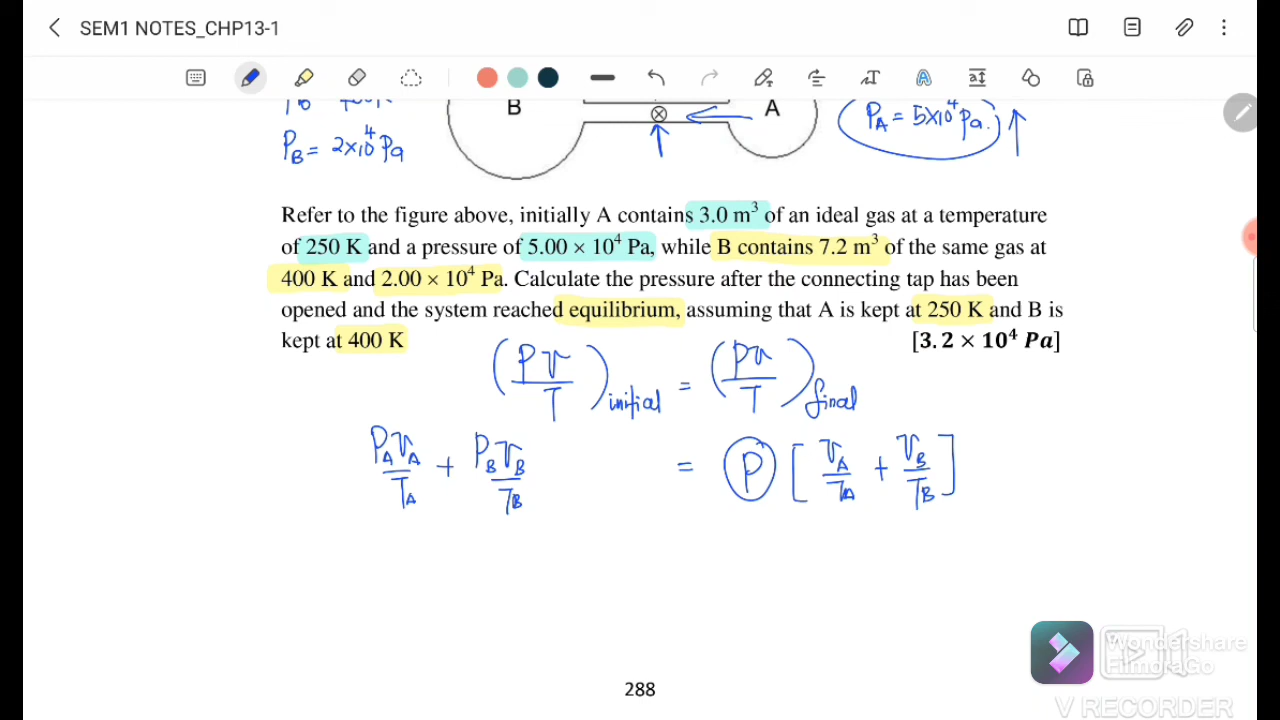 SEM1 NOTES_CHP13-1
B
A
P_A = 5×10^4 Pa.
P_B = 2×10^4 Pa
Refer to the figure above, initially A contains 3.0 m³ of an ideal gas at a temperature
of 250 K and a pressure of 5.00 × 10⁴ Pa, while B contains 7.2 m³ of the same gas at
400 K and 2.00 × 10⁴ Pa. Calculate the pressure after the connecting tap has been
opened and the system reached equilibrium, assuming that A is kept at 250 K and B is
kept at 400 K [3.2 × 10⁴ Pa]
(PV/T)initial = (PV/T)final
P_A V_A/T_A + P_B V_B/T_B = P [V_A/T_A + V_B/T_B]
288
Wondershare
FilmoraGo
V RECORDER